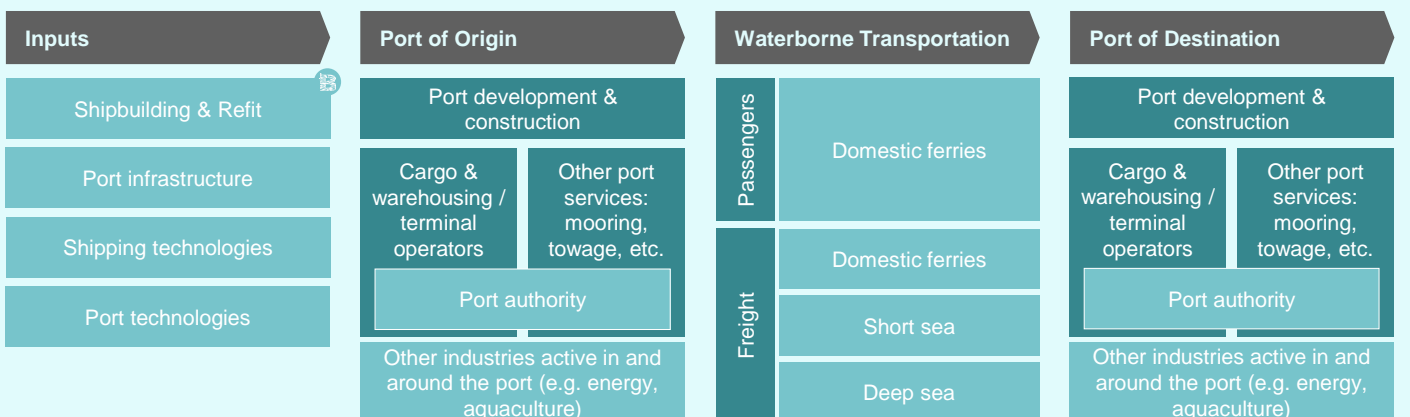 Inputs
Shipbuilding & Refit
Port infrastructure
Shipping technologies
Port technologies
Port of Origin
Port development &
construction
Cargo &
warehousing /
terminal
operators
Other port
services:
mooring,
towage, etc.
Port authority
Other industries active in and
around the port (e.g. energy,
aquaculture)
Waterborne Transportation
Passengers
Domestic ferries
Freight
Domestic ferries
Short sea
Deep sea
Port of Destination
Port development &
construction
Cargo &
warehousing /
terminal
operators
Other port
services:
mooring,
towage, etc.
Port authority
Other industries active in and
around the port (e.g. energy,
aquaculture)